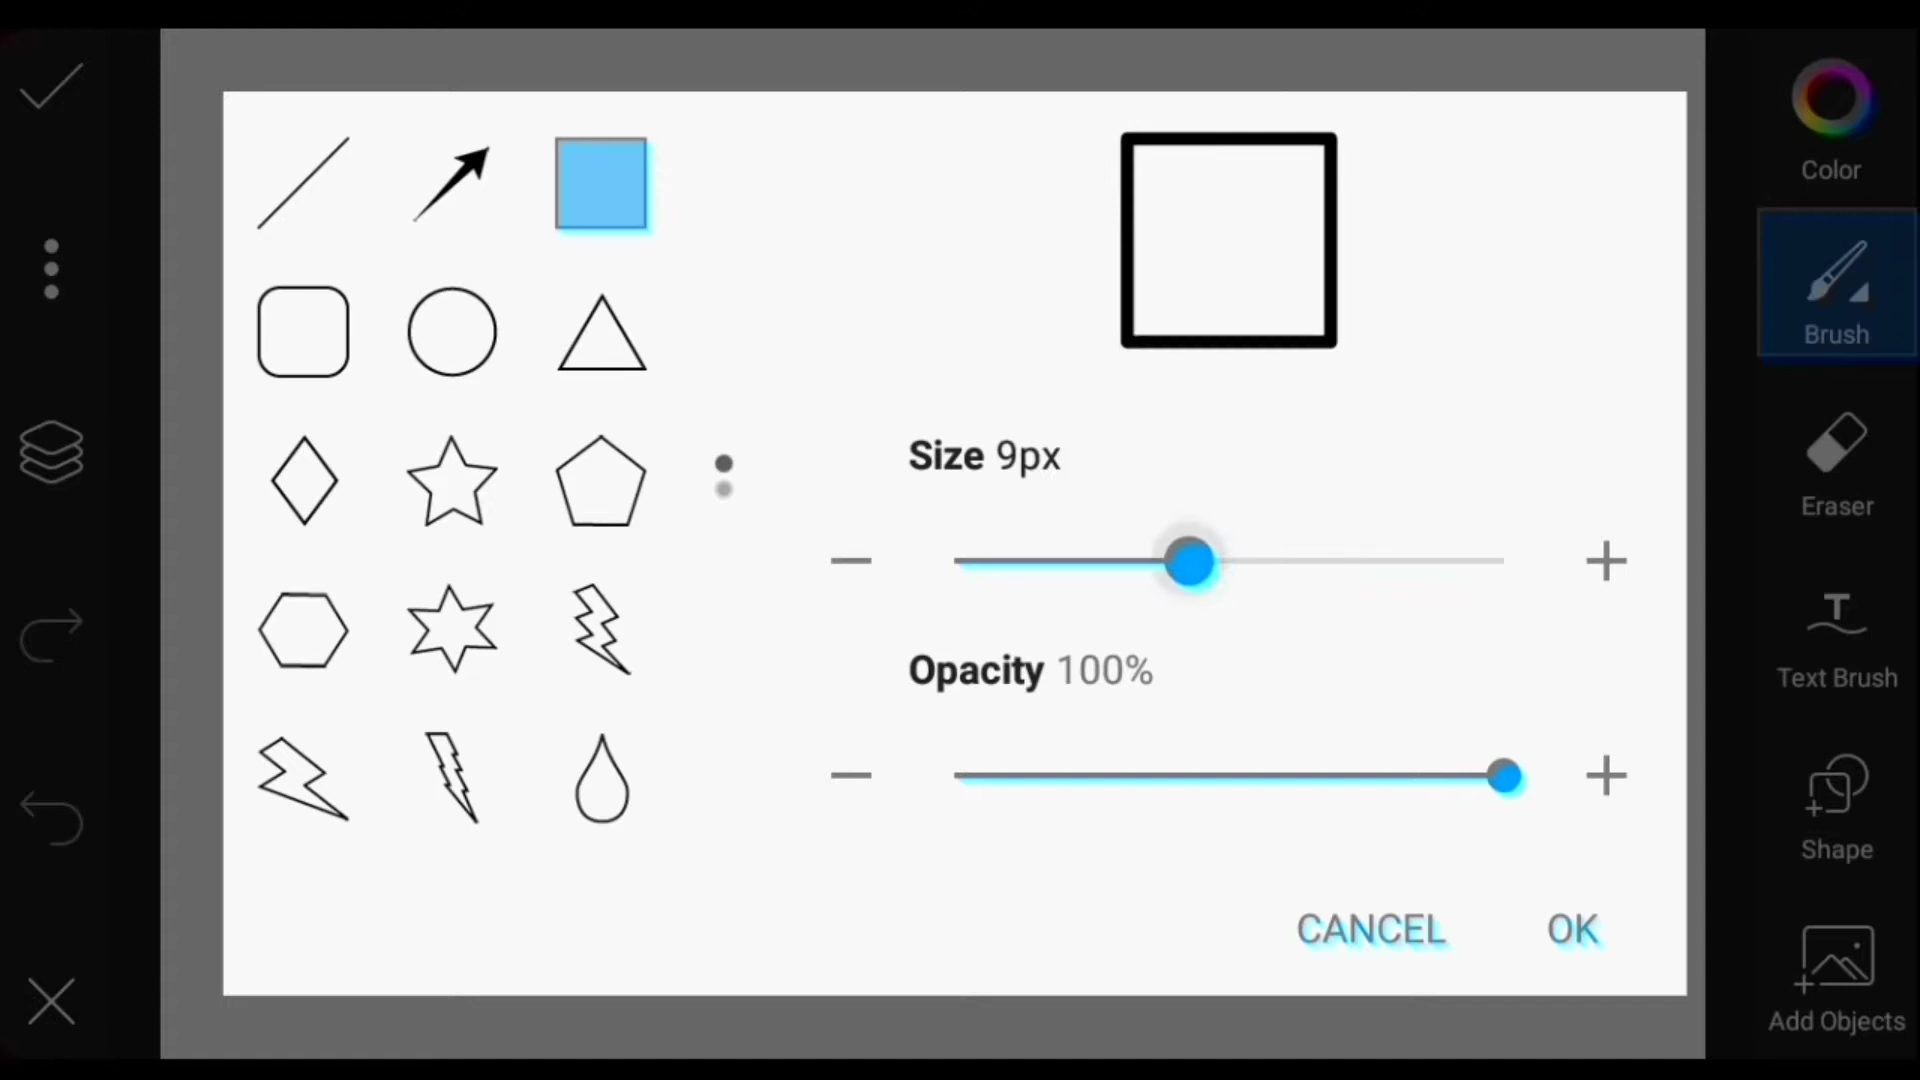 Size 9px
Opacity 100%
CANCEL
OK
Color
Brush
Eraser
Text Brush
Shape
Add Objects